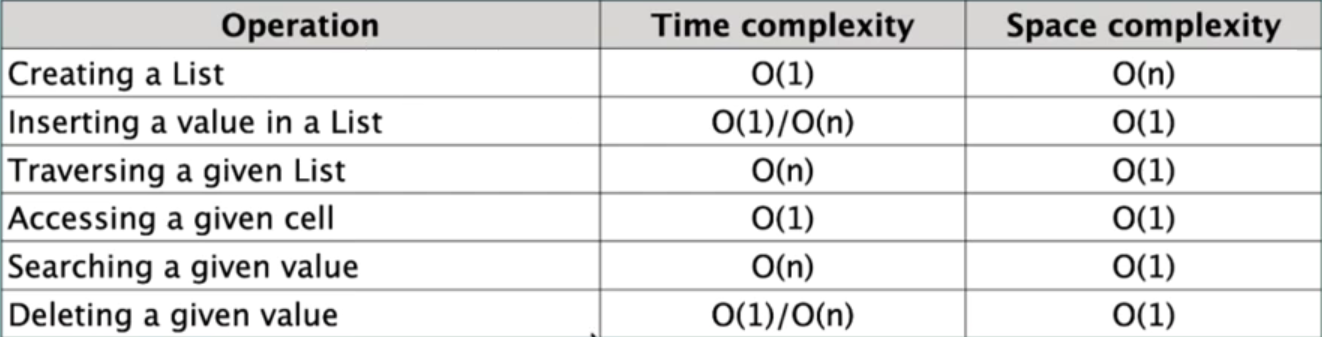 Operation Time complexity Space complexity
Creating a List O(1) O(n)
Inserting a value in a List O(1)/O(n) O(1)
Traversing a given List O(n) O(1)
Accessing a given cell O(1) O(1)
Searching a given value O(n) O(1)
Deleting a given value O(1)/O(n) O(1)